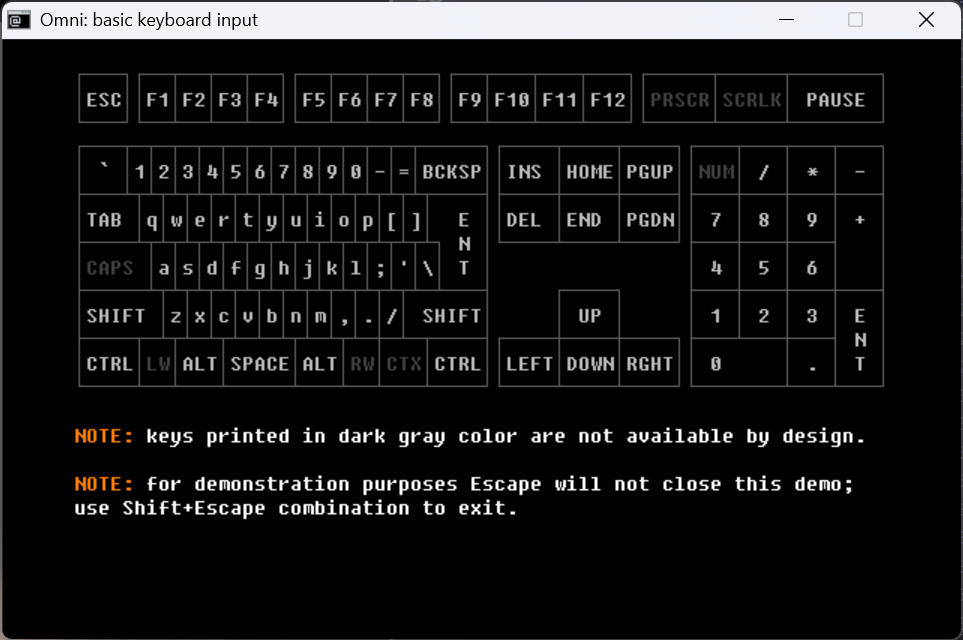 Omni: basic keyboard input
ESC F1 F2 F3 F4 F5 F6 F7 F8 F9 F10 F11 F12 PRSCR SCRLK PAUSE
` 1 2 3 4 5 6 7 8 9 0 - = BCKSP INS HOME PGUP NUM / * -
TAB q w e r t y u i o p [ ] ENT DEL END PGDN 7 8 9 +
CAPS a s d f g h j k l ; ' \ 4 5 6
SHIFT z x c v b n m , . / SHIFT UP 1 2 3 ENT
CTRL LW ALT SPACE ALT RW CTX CTRL LEFT DOWN RGHT 0 .
NOTE: keys printed in dark gray color are not available by design.
NOTE: for demonstration purposes Escape will not close this demo;
use Shift+Escape combination to exit.